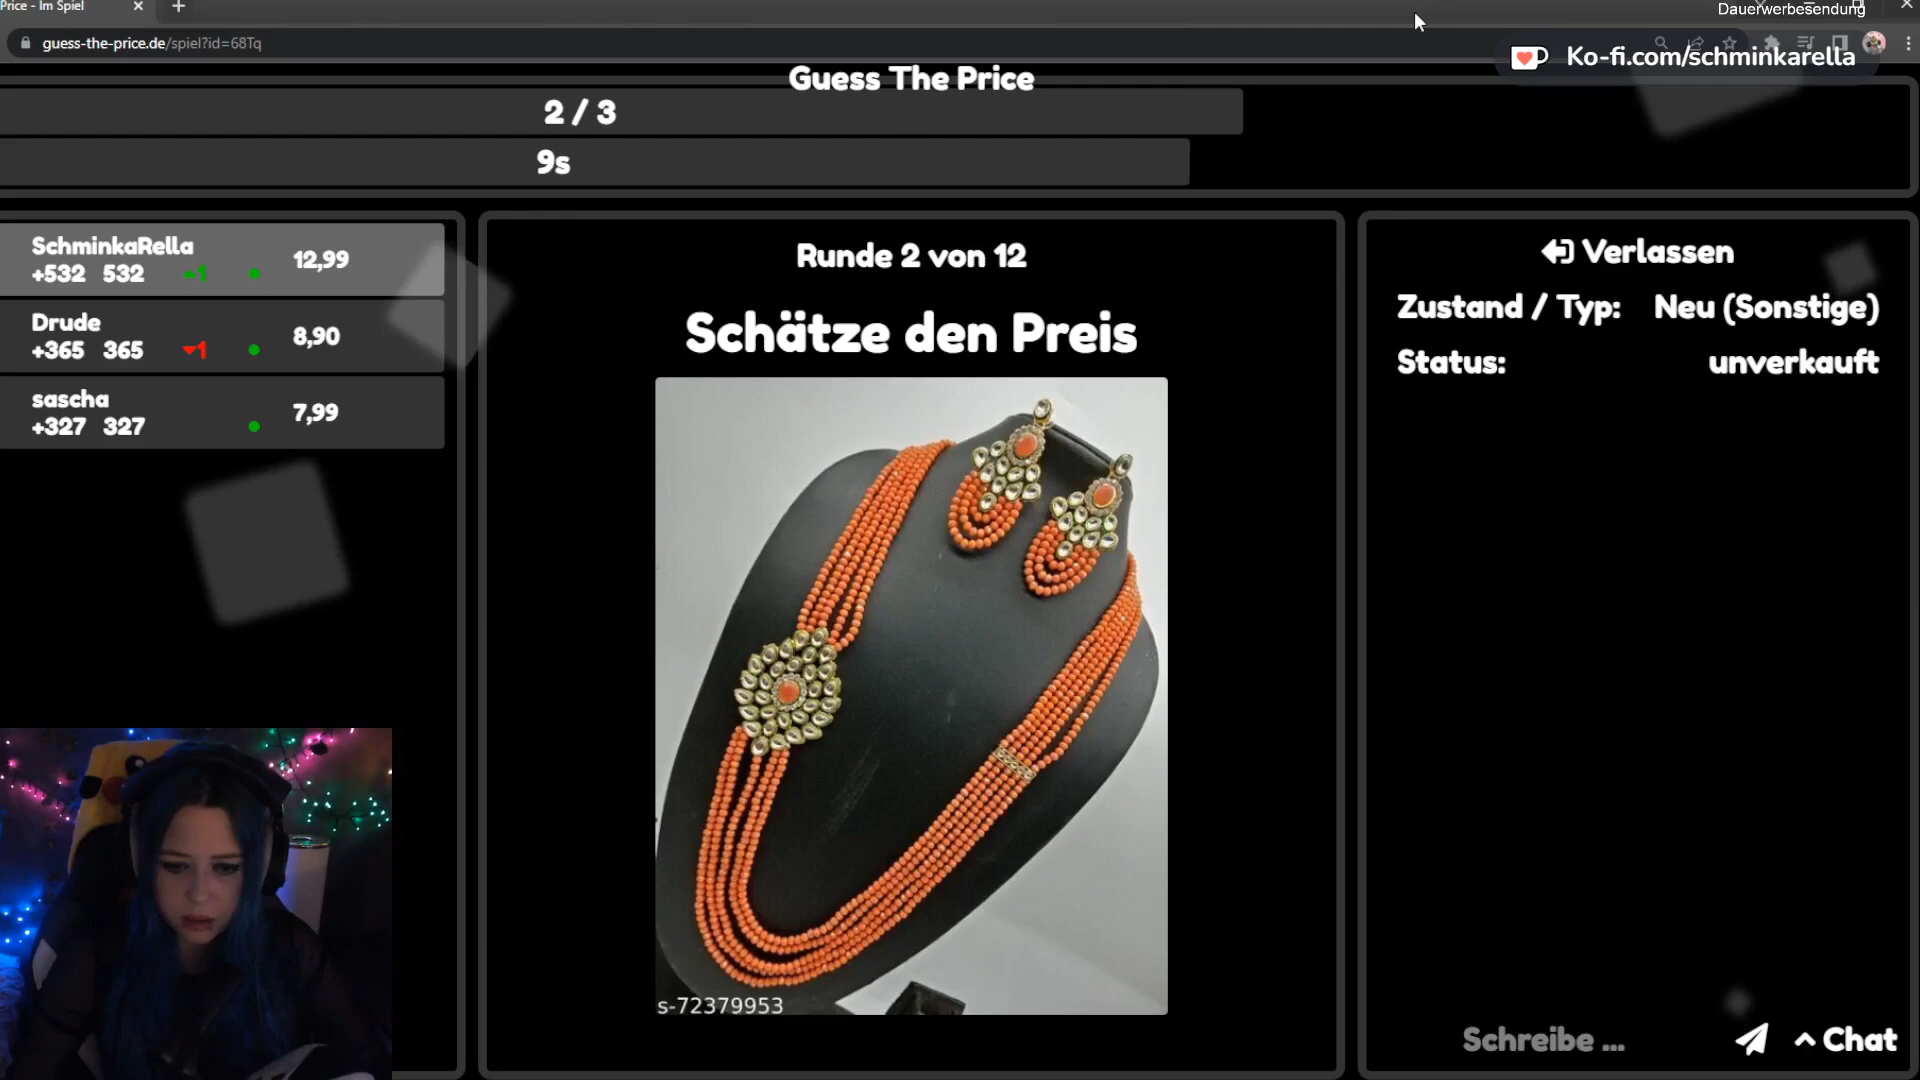 Price - Im Spiel
Dauerwerbesendung
guess-the-price.de/spiel?id=68Tq
Ko-fi.com/schminkarella
Guess The Price
2 / 3
9s
SchminkaRella
+532 532 1
12,99
Drude
+365 365 1
8,90
sascha
+327 327
7,99
Runde 2 von 12
Schätze den Preis
s-72379953
Verlassen
Zustand / Typ: Neu (Sonstige)
Status: unverkauft
Schreibe ...
Chat